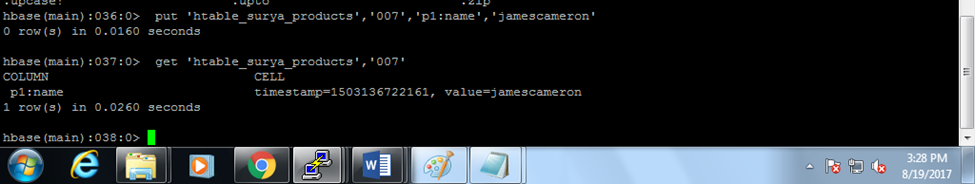 .upcase!                  .upto                     .zip
hbase(main):036:0>  put 'htable_surya_products','007','p1:name','jamescameron'
0 row(s) in 0.0160 seconds
hbase(main):037:0>  get 'htable_surya_products','007'
COLUMN                          CELL
p1:name                        timestamp=1503136722161, value=jamescameron
1 row(s) in 0.0260 seconds
hbase(main):038:0>
3:28 PM
8/19/2017